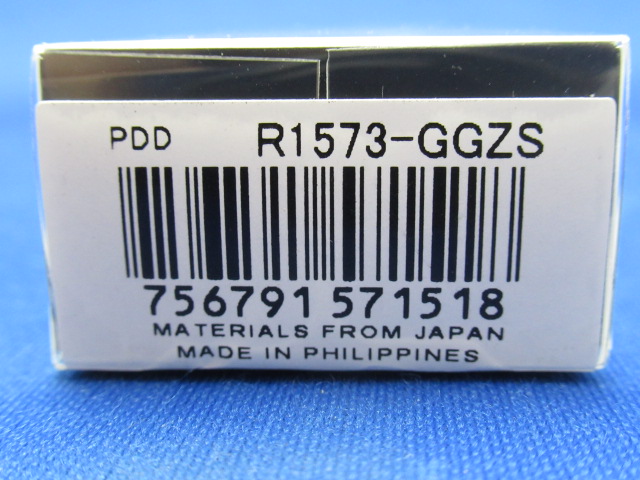 PDD R1573-GGZS
756791 571518
MATERIALS FROM JAPAN
MADE IN PHILIPPINES